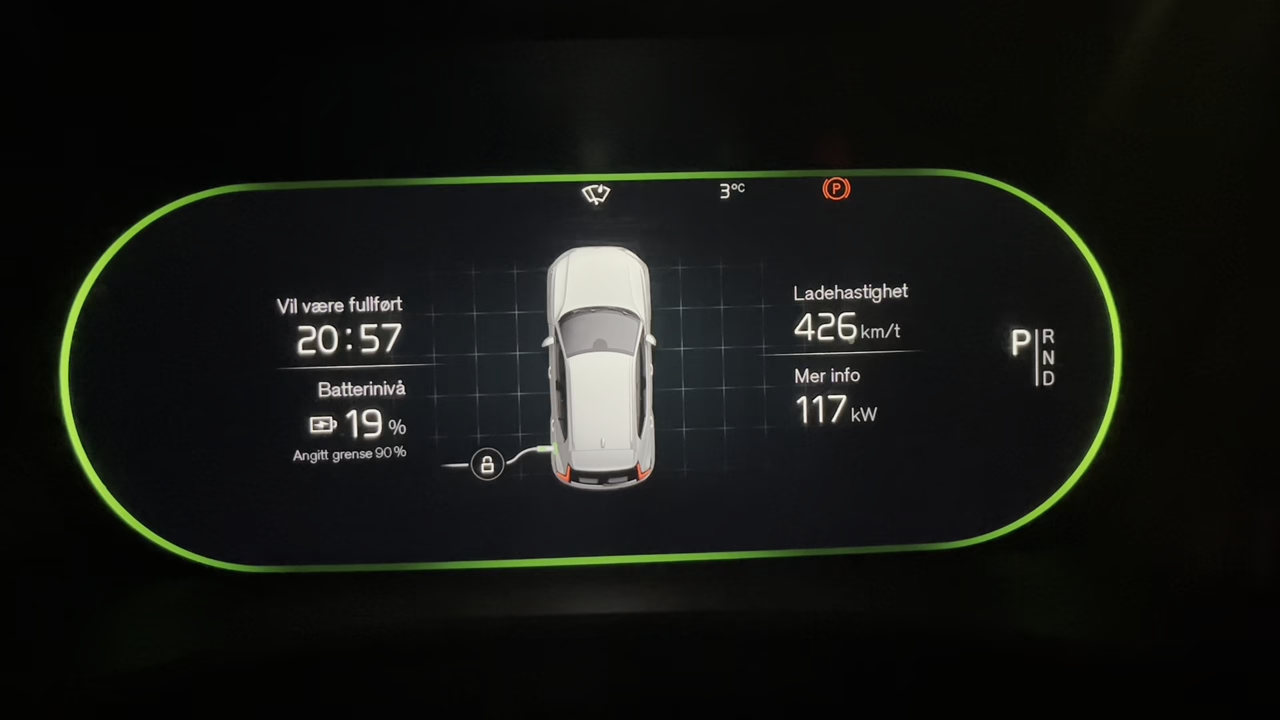 3°C
P
Vil være fullført
20:57
Batterinivå
19 %
Angitt grense 90 %
Ladehastighet
426 km/t
Mer info
117 kW
P
R
N
D